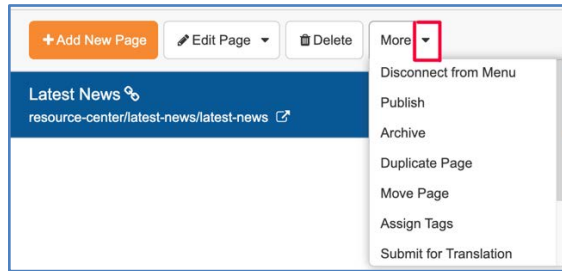 + Add New Page Edit Page Delete More
Disconnect from Menu
Latest News
Publish
resource-center/latest-news/latest-news
Archive
Duplicate Page
Move Page
Assign Tags
Submit for Translation